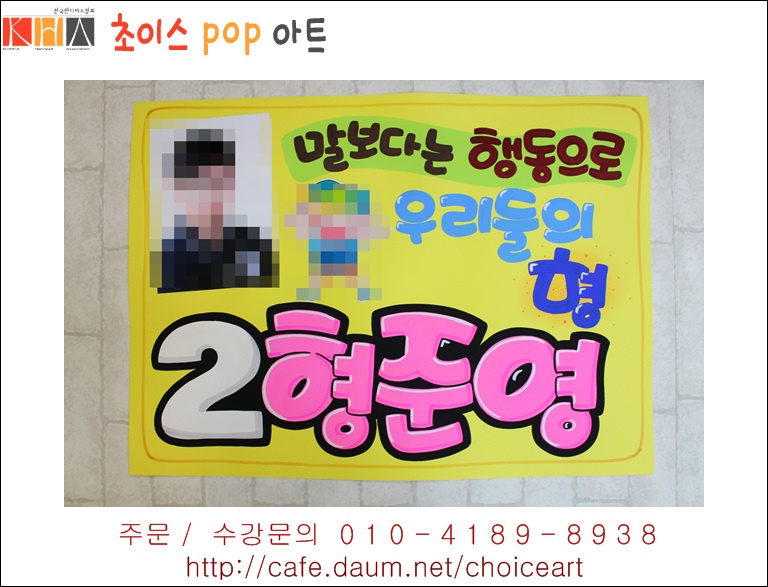 KHA
초이스 pop 아트
말보다는 행동으로
우리들의
형
2 형준영
주문 / 수강문의 010-4189-8938
http://cafe.daum.net/choiceart